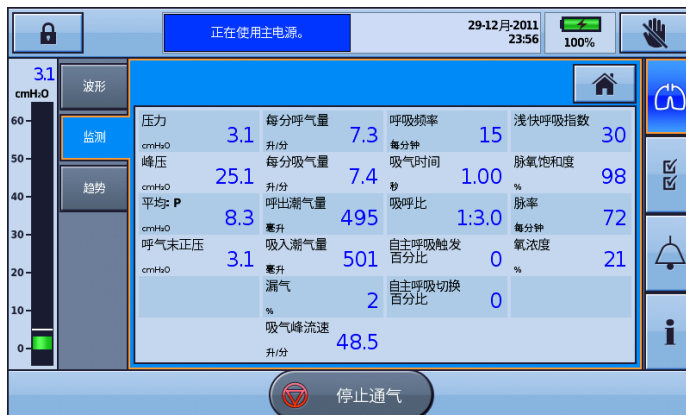 正在使用主电源。
29-12月-2011
23:56
100%
3.1
cmH₂O
60
50
40
30
20
10
0
波形
监测
趋势
压力
cmH₂O
3.1
每分呼气量
升/分
7.3
呼吸频率
每分钟
15
浅快呼吸指数
30
峰压
cmH₂O
25.1
每分吸气量
升/分
7.4
吸气时间
秒
1.00
脉氧饱和度
%
98
平均: P
cmH₂O
8.3
呼出潮气量
毫升
495
吸呼比
1:3.0
脉率
每分钟
72
呼气末正压
cmH₂O
3.1
吸入潮气量
毫升
501
自主呼吸触发
百分比
0
氧浓度
%
21
漏气
%
2
自主呼吸切换
百分比
0
吸气峰流速
升/分
48.5
停止通气